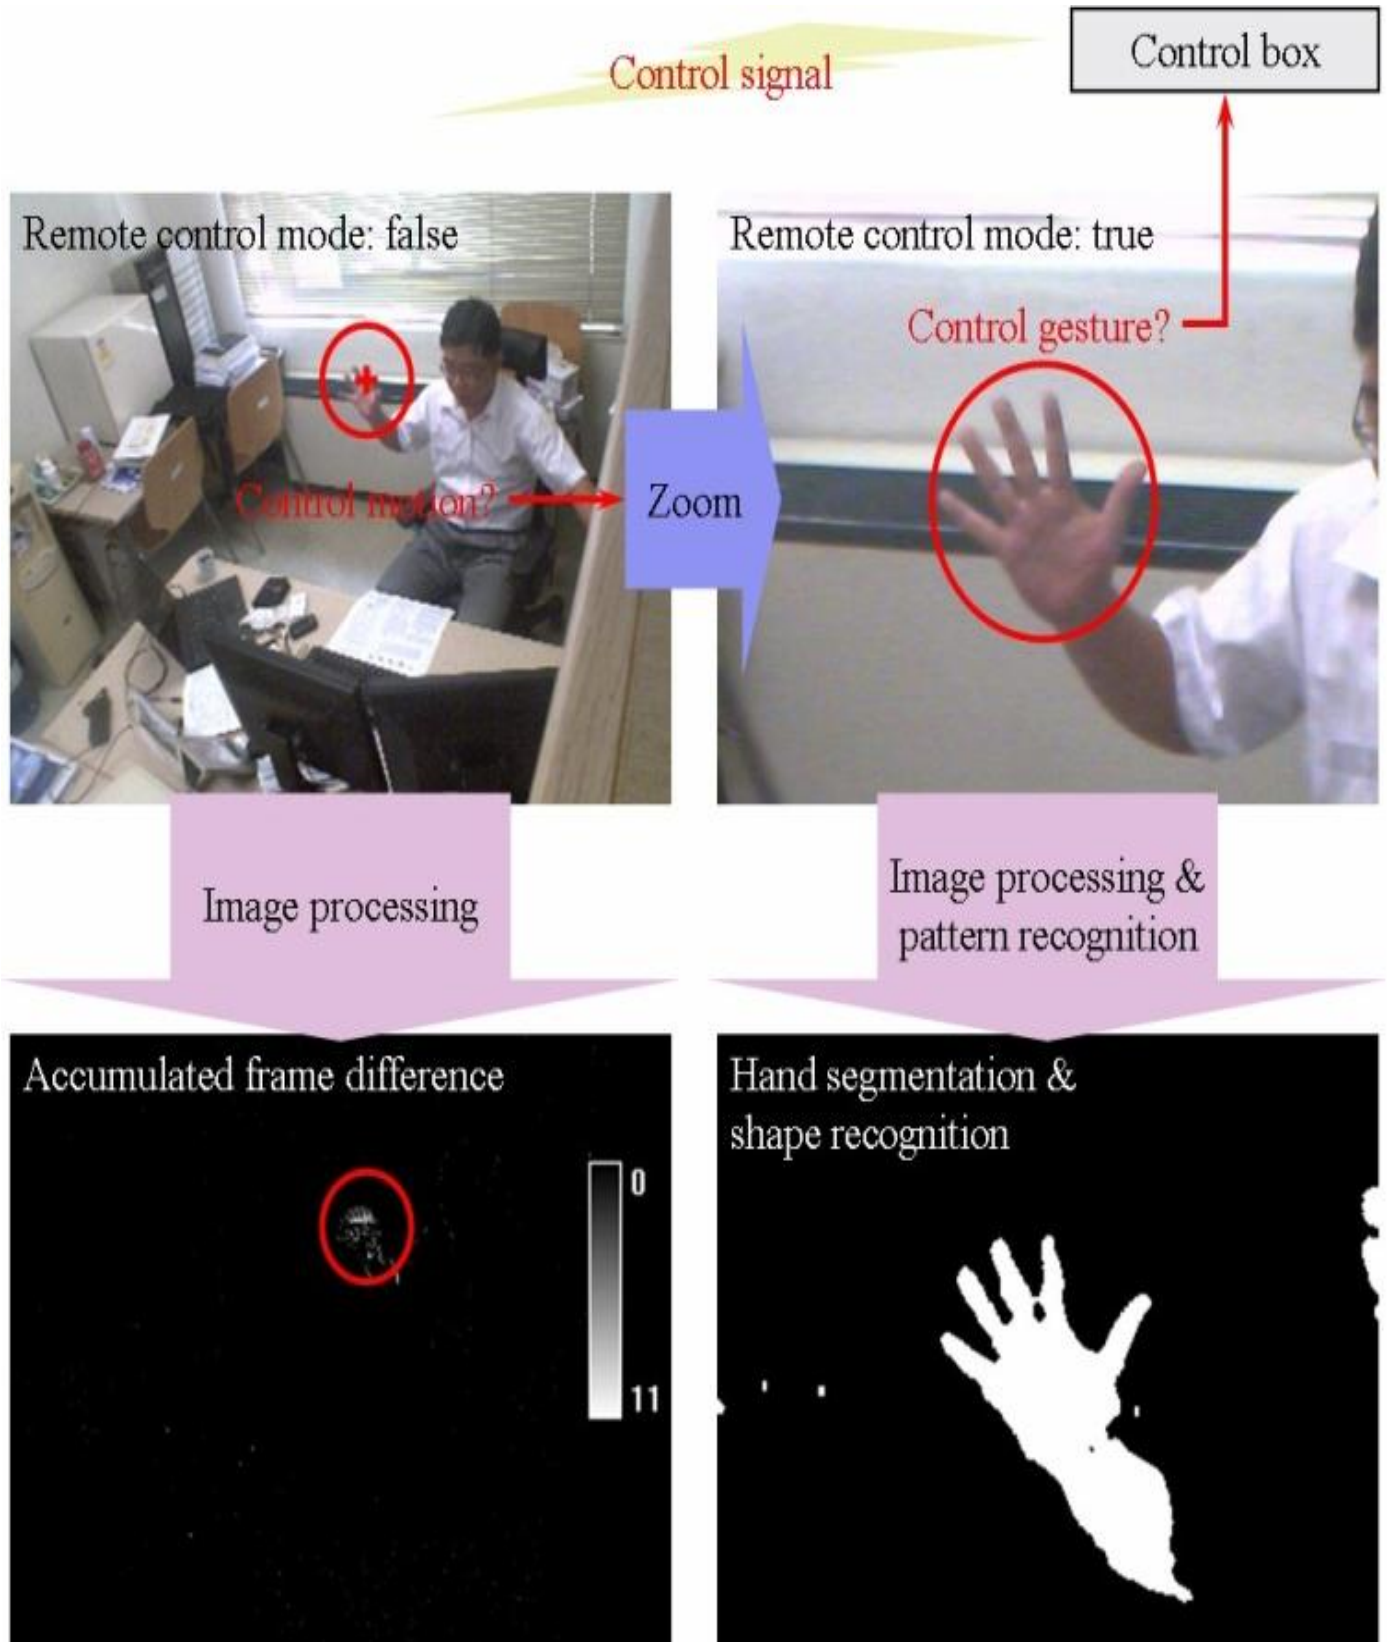 Control signal
Control box
Remote control mode: false
Remote control mode: true
Control gesture?
Control motion?
Zoom
Image processing
Image processing &
pattern recognition
Accumulated frame difference
0
11
Hand segmentation &
shape recognition